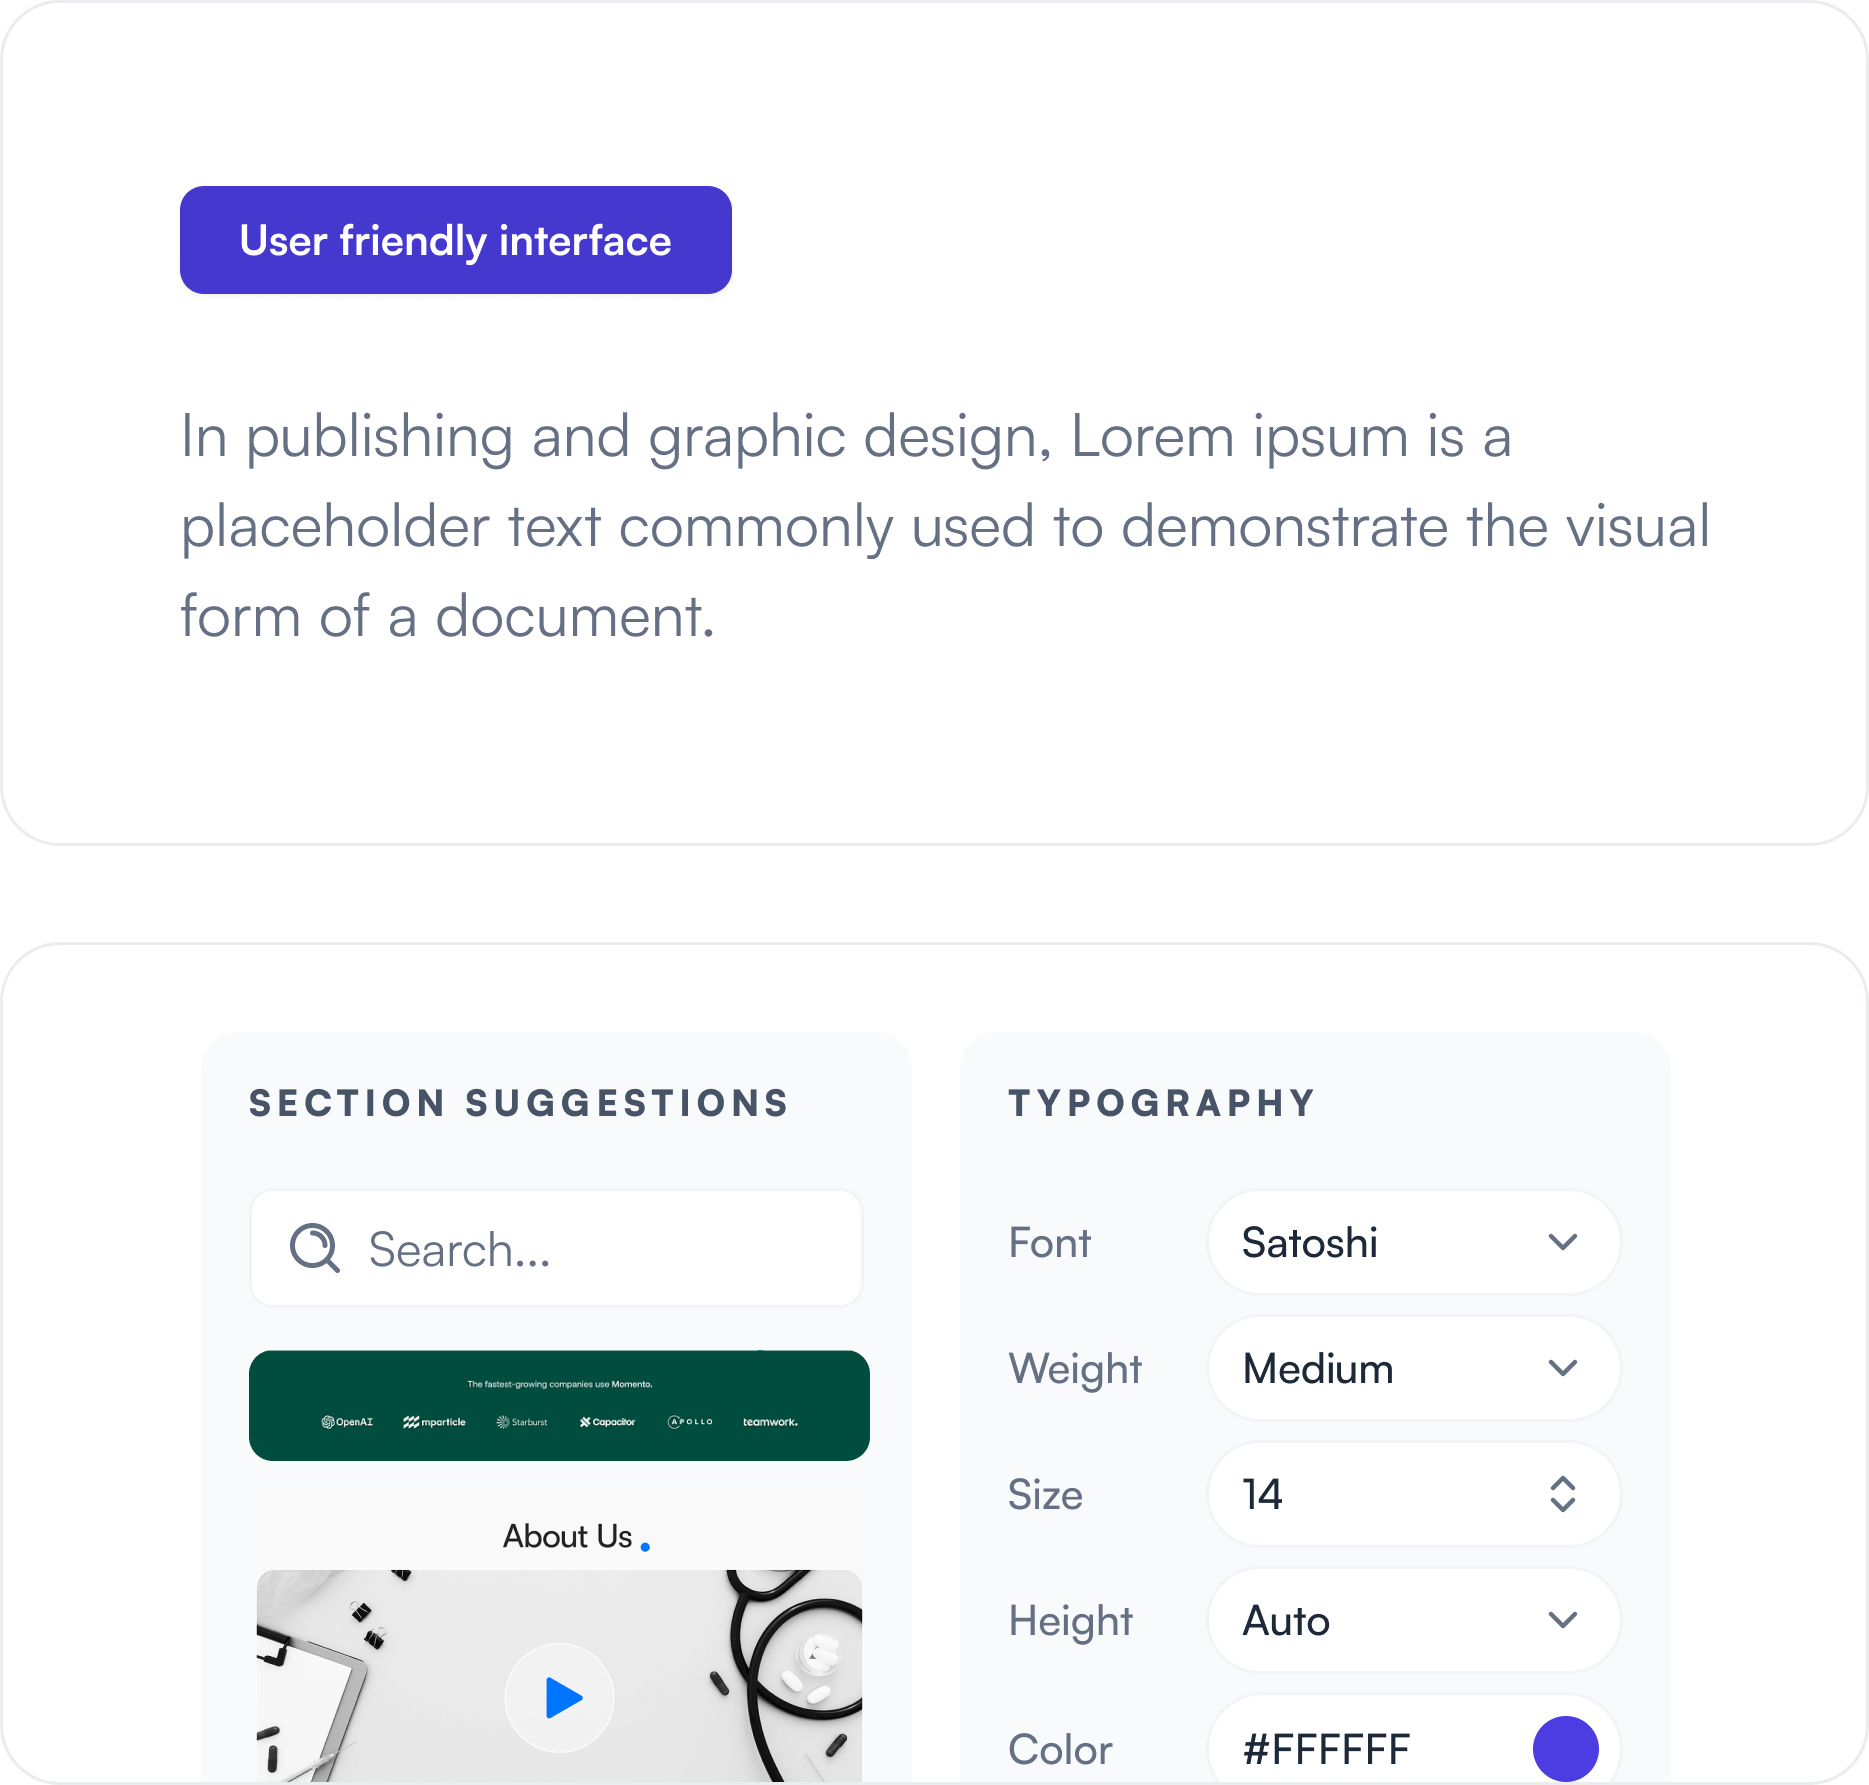 User friendly interface
In publishing and graphic design, Lorem ipsum is a
placeholder text commonly used to demonstrate the visual
form of a document.
SECTION SUGGESTIONS
Search...
The fastest-growing companies use Momento.
OpenAI
mparticle
Starburst
Capacitor
APOLLO
teamwork.
About Us
TYPOGRAPHY
Font
Satoshi
Weight
Medium
Size
14
Height
Auto
Color
#FFFFFF